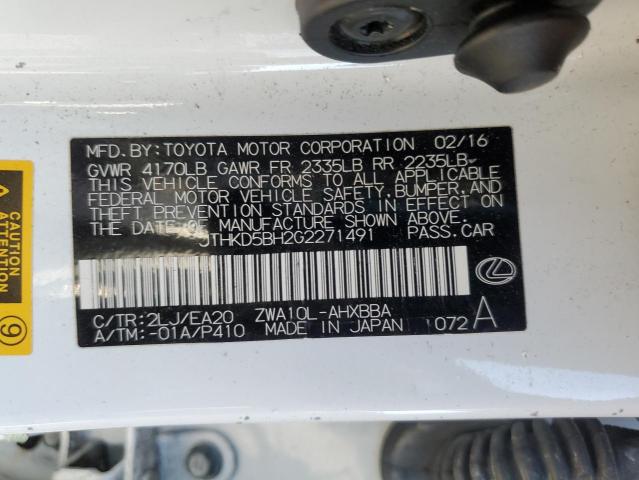 MFD.BY:TOYOTA MOTOR CORPORATION 02/16
GVWR 4170LB GAWR FR 2335LB RR 2235LB
THIS VEHICLE CONFORMS TO ALL APPLICABLE
FEDERAL MOTOR VEHICLE SAFETY,BUMPER,AND
THEFT PREVENTION STANDARDS IN EFFECT ON
THE DATE OF MANUFACTURE SHOWN ABOVE.
JTHKD5BH2G2271491 PASS.CAR
C/TR:2LJ/EA20 ZWA10L-AHXBBA
A/TM:-01A/P410 MADE IN JAPAN 1072 A
CAUTION
ATTENTION
9